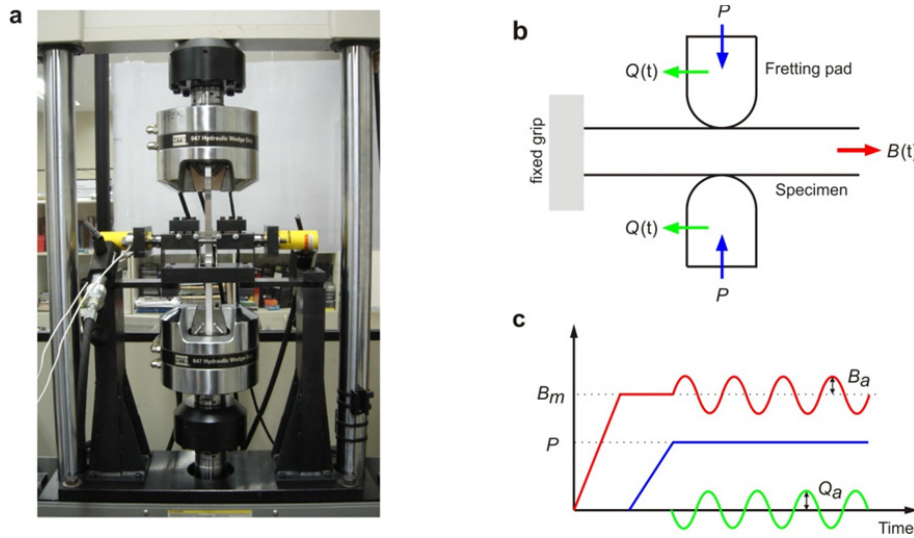 a
647 Hydraulic Wedge Grip
647 Hydraulic Wedge Grip
b
P
Q(t)
Fretting pad
fixed grip
B(t)
Specimen
Q(t)
P
c
Bm
Ba
P
Qa
Time